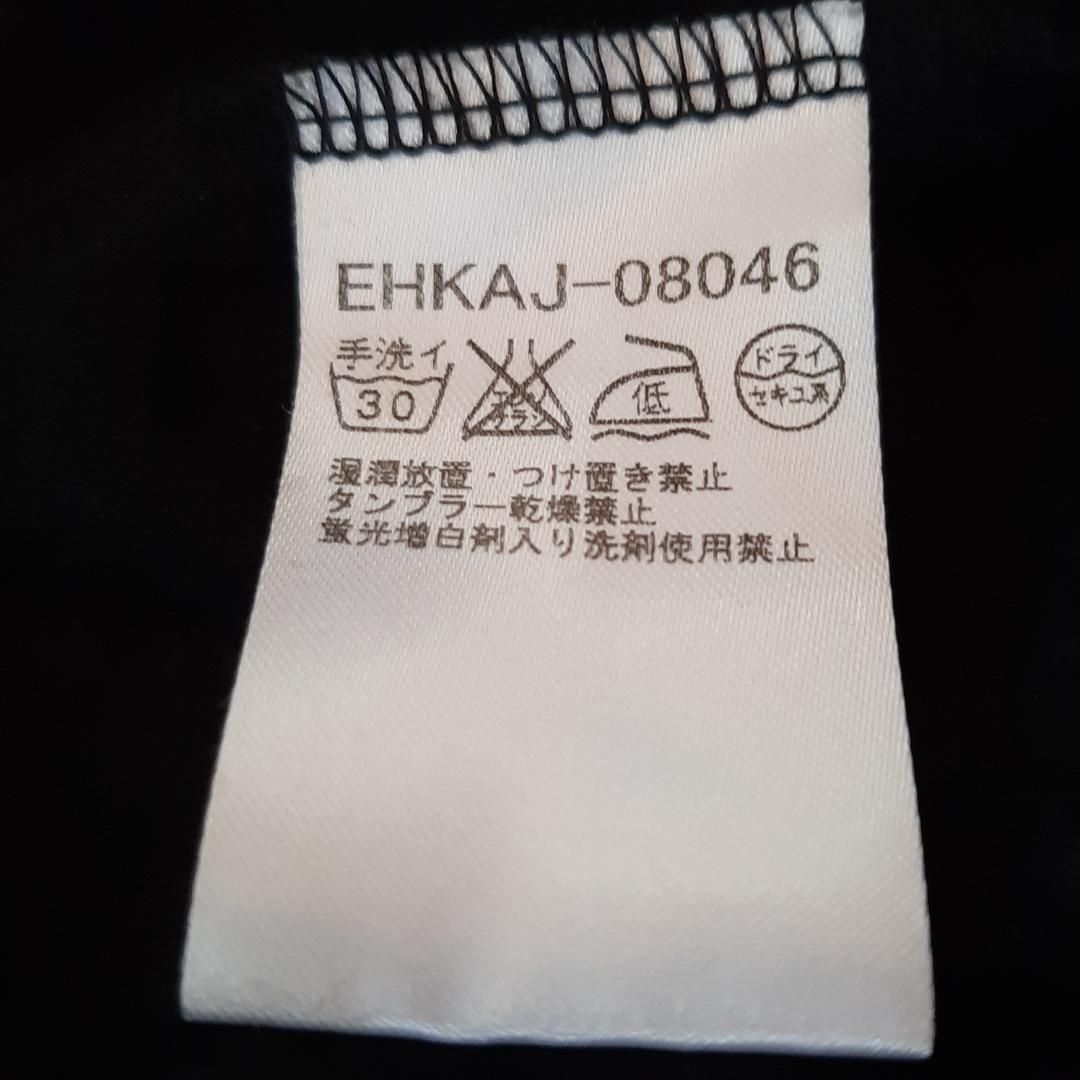 EHKAJ-08046
手洗イ 30 エンソ サラシ 低 ドライ セキユ系
湿潤放置・つけ置き禁止
タンブラー乾燥禁止
蛍光増白剤入り洗剤使用禁止